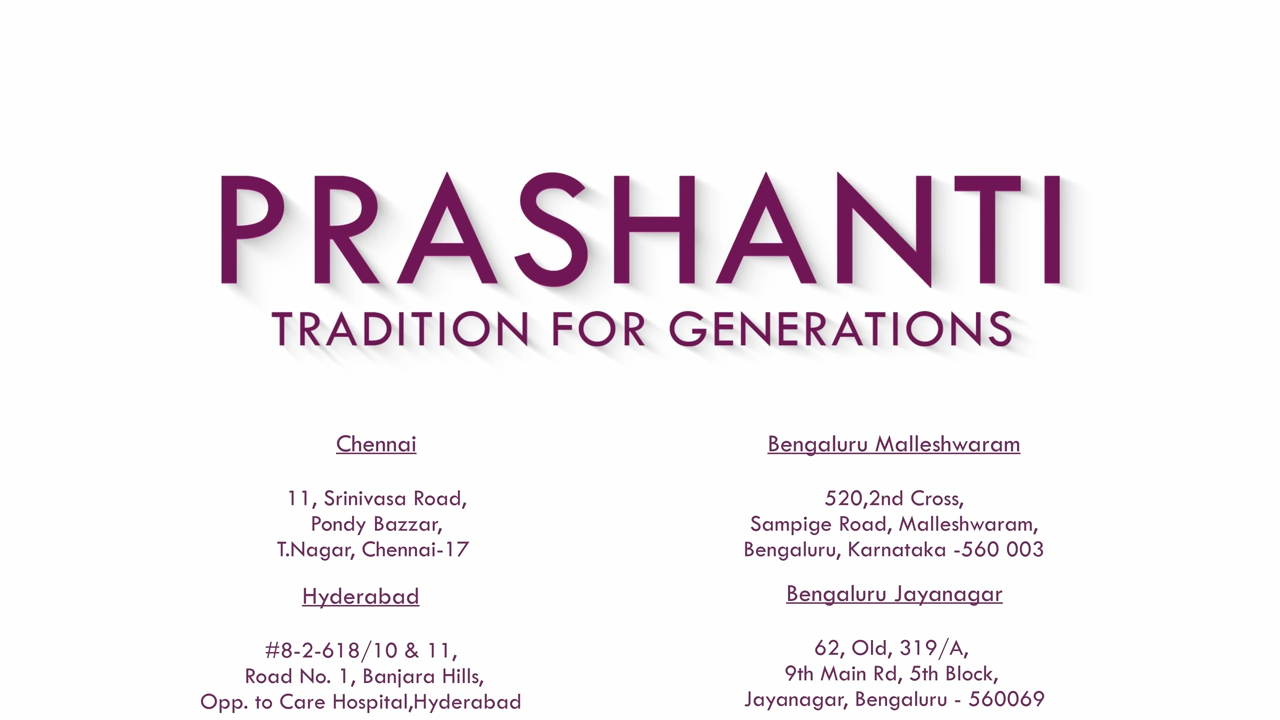 PRASHANTI
TRADITION FOR GENERATIONS
Chennai
11, Srinivasa Road,
Pondy Bazzar,
T.Nagar, Chennai-17
Bengaluru Malleshwaram
520,2nd Cross,
Sampige Road, Malleshwaram,
Bengaluru, Karnataka -560 003
Hyderabad
#8-2-618/10 & 11,
Road No. 1, Banjara Hills,
Opp. to Care Hospital,Hyderabad
Bengaluru Jayanagar
62, Old, 319/A,
9th Main Rd, 5th Block,
Jayanagar, Bengaluru - 560069